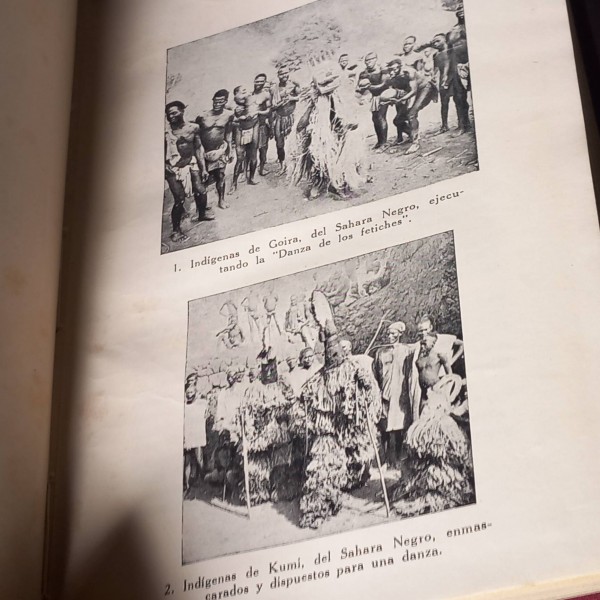 1. Indígenas de Goira, del Sahara Negro, ejecu-
tando la "Danza de los fetiches".
2. Indígenas de Kumi, del Sahara Negro, enmas-
carados y dispuestos para una danza.